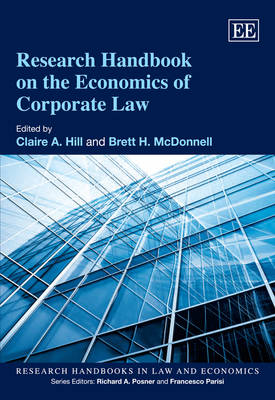 EE
Research Handbook
on the Economics of
Corporate Law
Edited by
Claire A. Hill and Brett H. McDonnell
RESEARCH HANDBOOKS IN LAW AND ECONOMICS
Series Editors: Richard A. Posner and Francesco Parisi